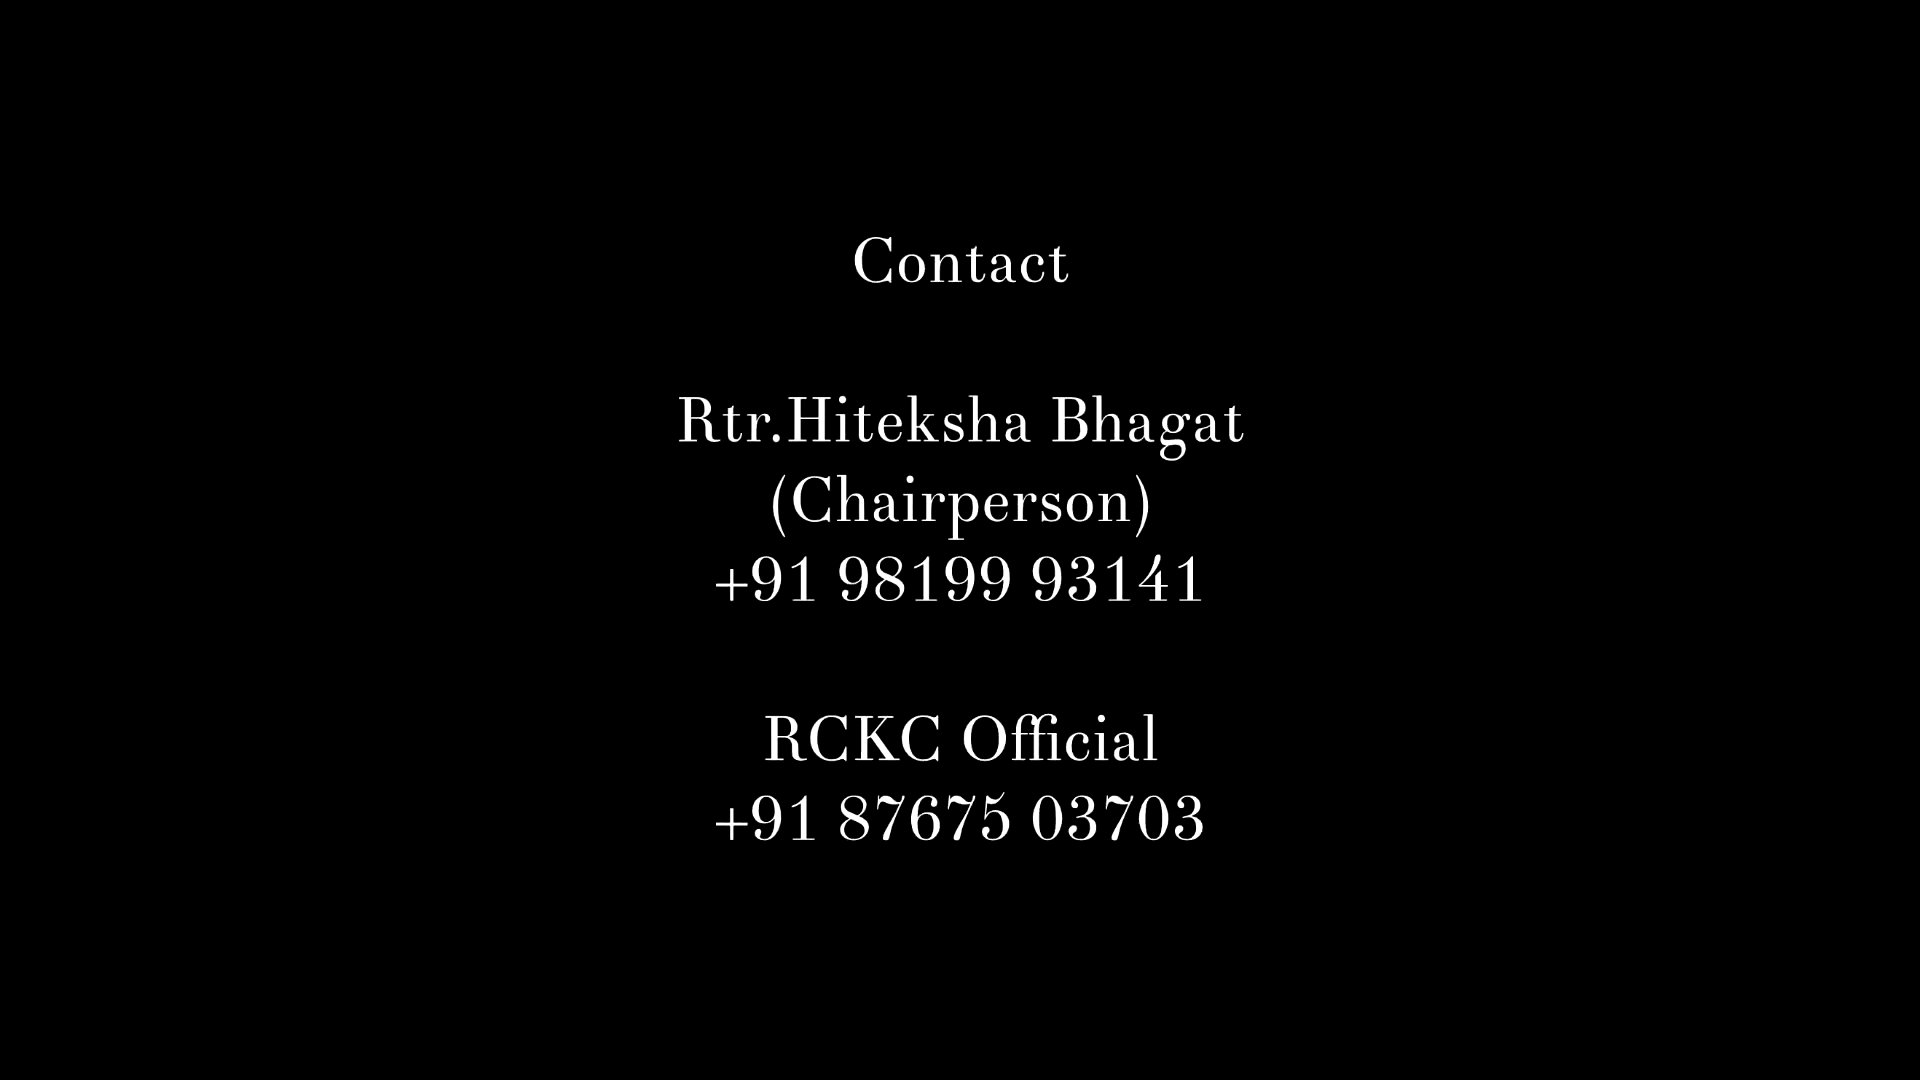 Contact
Rtr.Hiteksha Bhagat
(Chairperson)
+91 98199 93141
RCKC Official
+91 87675 03703